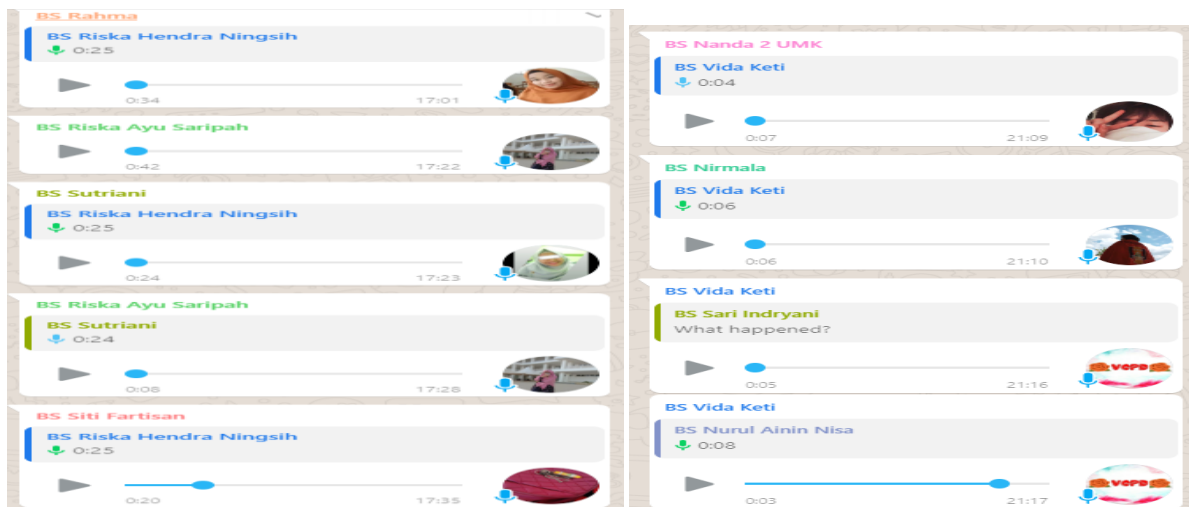 BS Rahma
BS Riska Hendra Ningsih
0:25
0:34 17:01
BS Riska Ayu Saripah
0:42 17:22
BS Sutriani
BS Riska Hendra Ningsih
0:25
0:24 17:23
BS Riska Ayu Saripah
BS Sutriani
0:24
0:08 17:28
BS Siti Fartisan
BS Riska Hendra Ningsih
0:25
0:20 17:35
BS Nanda 2 UMK
BS Vida Keti
0:04
0:07 21:09
BS Nirmala
BS Vida Keti
0:06
0:06 21:10
BS Vida Keti
BS Sari Indryani
What happened?
0:05 21:16
BS Vida Keti
BS Nurul Ainin Nisa
0:08
0:03 21:17